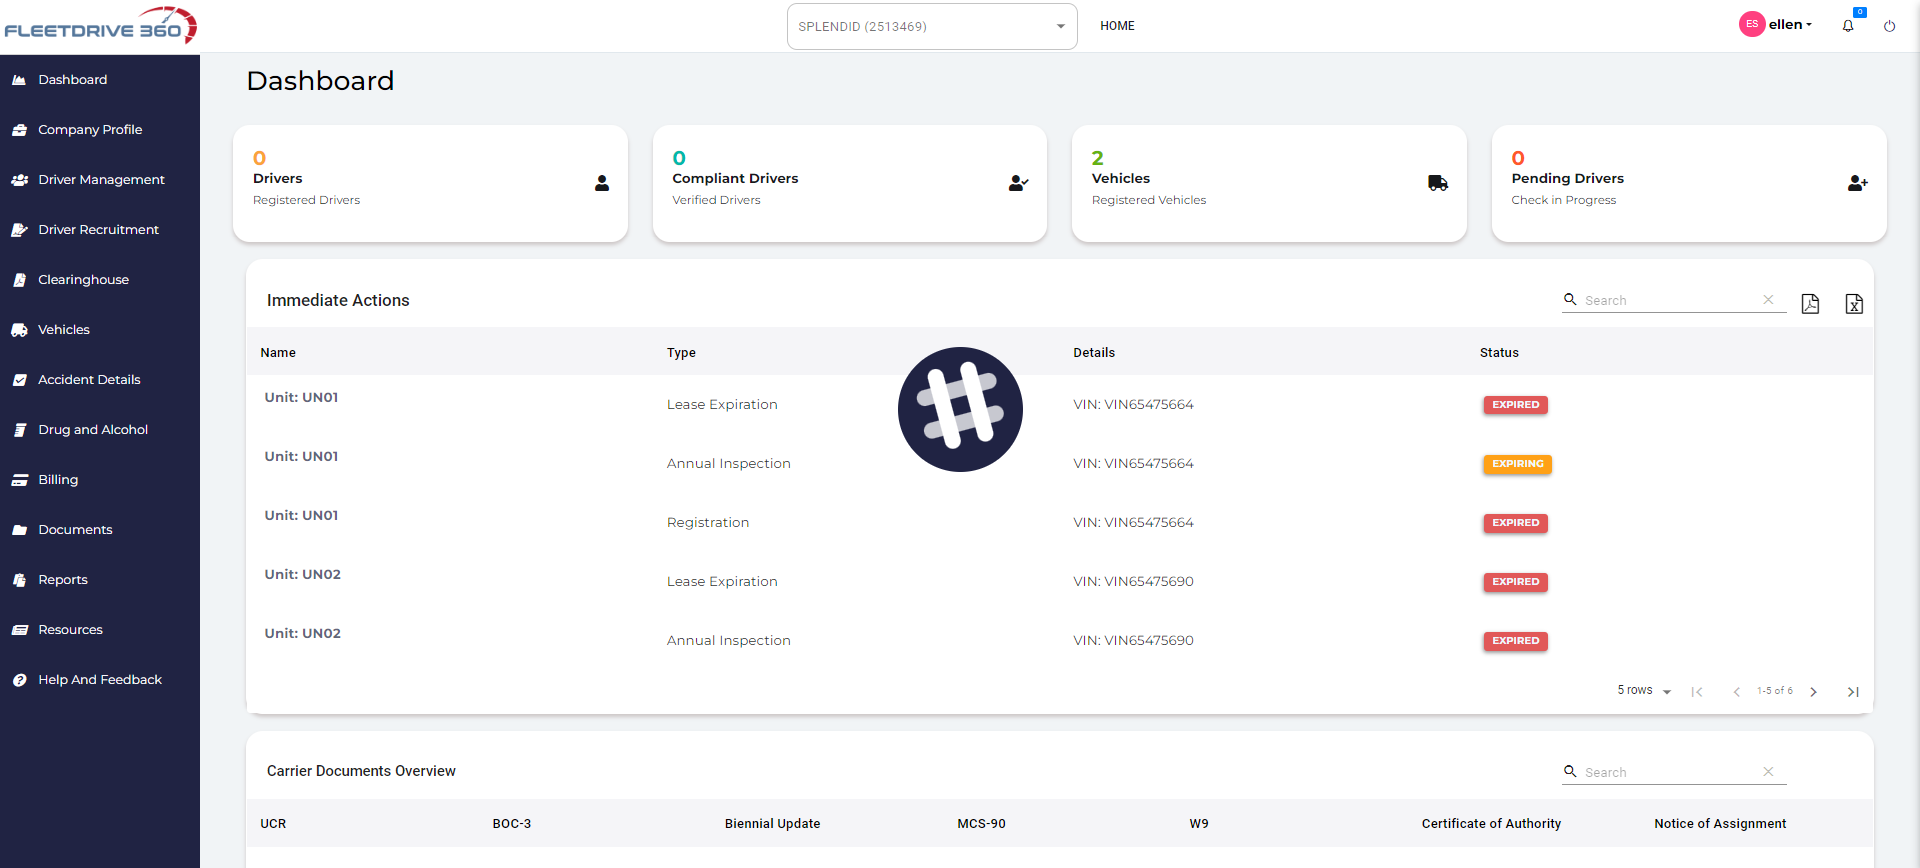 FLEETDRIVE 360
SPLENDID (2513469)
HOME
ES ellen
0
Dashboard
Company Profile
Driver Management
Driver Recruitment
Clearinghouse
Vehicles
Accident Details
Drug and Alcohol
Billing
Documents
Reports
Resources
Help And Feedback
Dashboard
0
Drivers
Registered Drivers
0
Compliant Drivers
Verified Drivers
2
Vehicles
Registered Vehicles
0
Pending Drivers
Check in Progress
Immediate Actions
Search
Name Type Details Status
Unit: UN01 Lease Expiration VIN: VIN65475664 EXPIRED
Unit: UN01 Annual Inspection VIN: VIN65475664 EXPIRING
Unit: UN01 Registration VIN: VIN65475664 EXPIRED
Unit: UN02 Lease Expiration VIN: VIN65475690 EXPIRED
Unit: UN02 Annual Inspection VIN: VIN65475690 EXPIRED
5 rows 1-5 of 6
Carrier Documents Overview
Search
UCR BOC-3 Biennial Update MCS-90 W9 Certificate of Authority Notice of Assignment